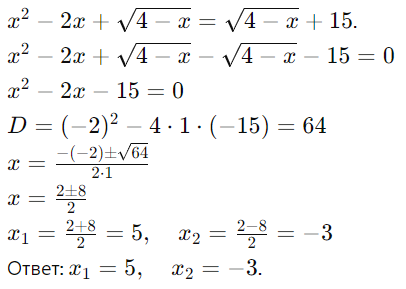 x² − 2x + √(4 − x) = √(4 − x) + 15.
x² − 2x + √(4 − x) − √(4 − x) − 15 = 0
x² − 2x − 15 = 0
D = (−2)² − 4 · 1 · (−15) = 64
x = (−(−2)±√64)/(2·1)
x = (2±8)/2
x₁ = (2+8)/2 = 5, x₂ = (2−8)/2 = −3
Ответ: x₁ = 5, x₂ = −3.